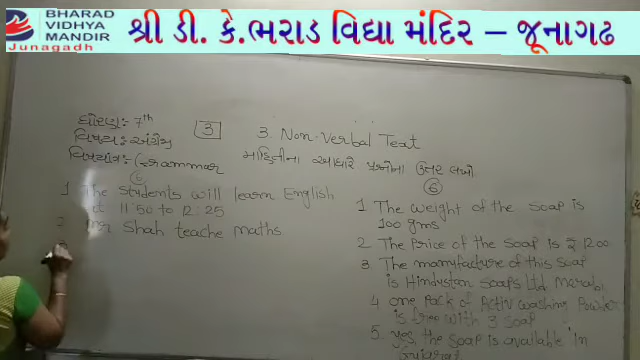 BHARAD
VIDHYA
MANDIR
Junagadh
શ્રી ડી. કે.ભરાડ વિદ્યા મંદિર – જૂનાગઢ
ધોરણ: 7th
વિષય: અંગ્રેજી
વિષયાંગ: Grammar
3
3. Non-Verbal Text
માહિતીના આધારે પ્રશ્નોના ઉત્તર લખો
6
1 The students will learn English
at 11:50 to 12:25
2 Shah teache maths
6
1 The weight of the soap is
100 gms
2 The Price of the soap is ₹ 1200
3 The manufacture of this soap
is Hindustan Soaps Ltd
4 one pack of Activ washing Powder
is free with 3 soap
5. yes, the soap is available in